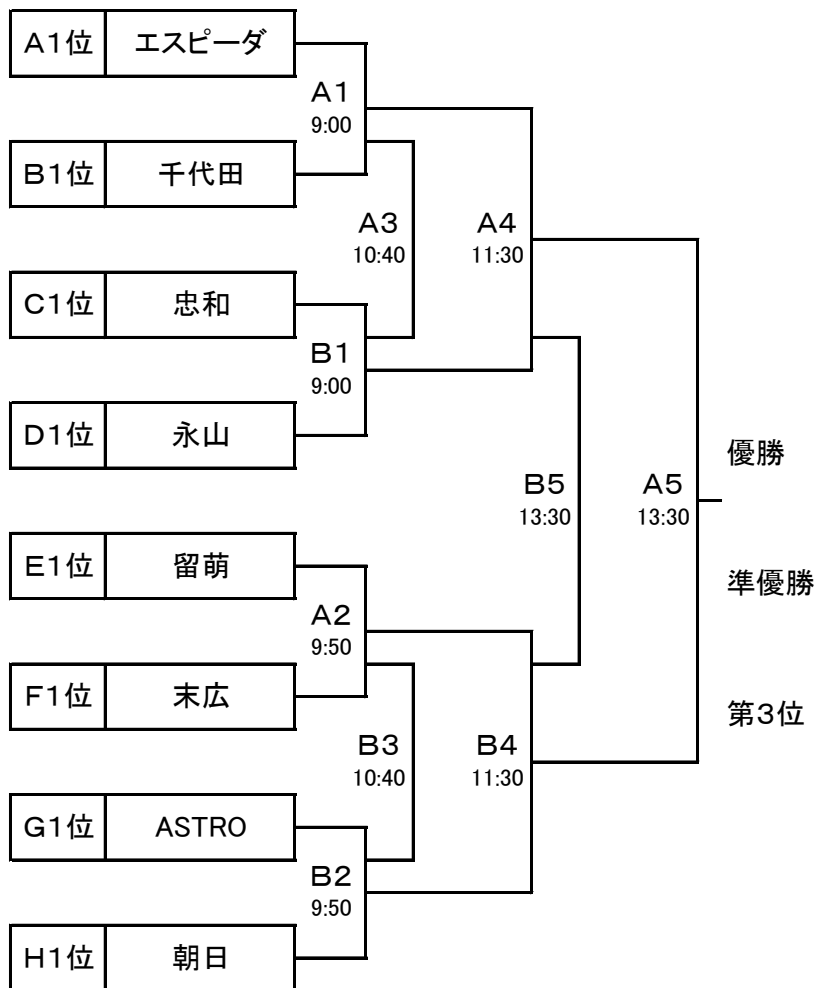 A1位 エスピーダ
A1
9:00
B1位 千代田
A3 A4
10:40 11:30
C1位 忠和
B1
9:00
D1位 永山
優勝
B5 A5
13:30 13:30
E1位 留萌
準優勝
A2
9:50
F1位 末広
第3位
B3 B4
10:40 11:30
G1位 ASTRO
B2
9:50
H1位 朝日